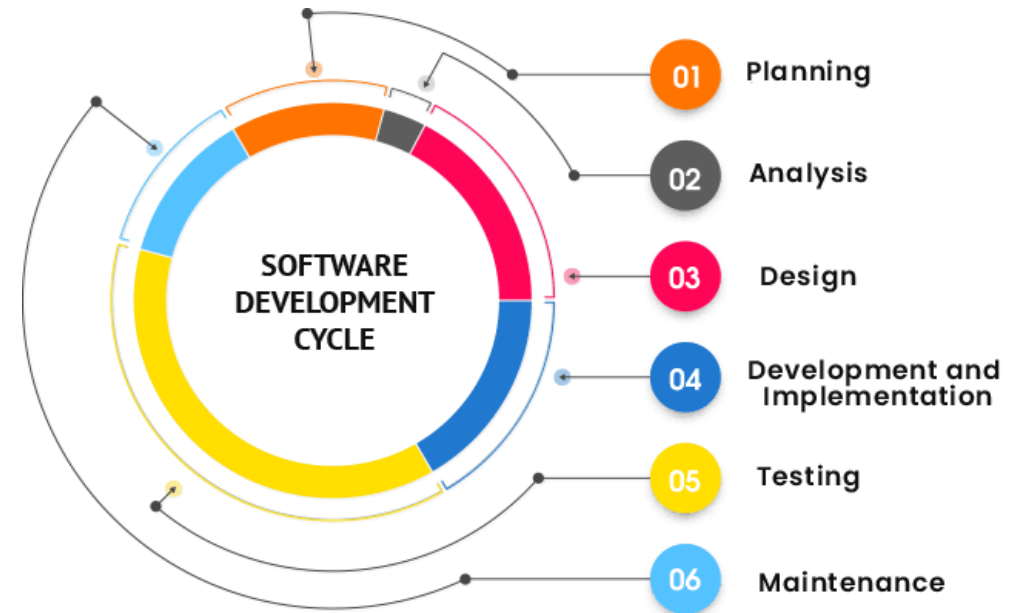 SOFTWARE
DEVELOPMENT
CYCLE
01 Planning
02 Analysis
03 Design
04 Development and
Implementation
05 Testing
06 Maintenance